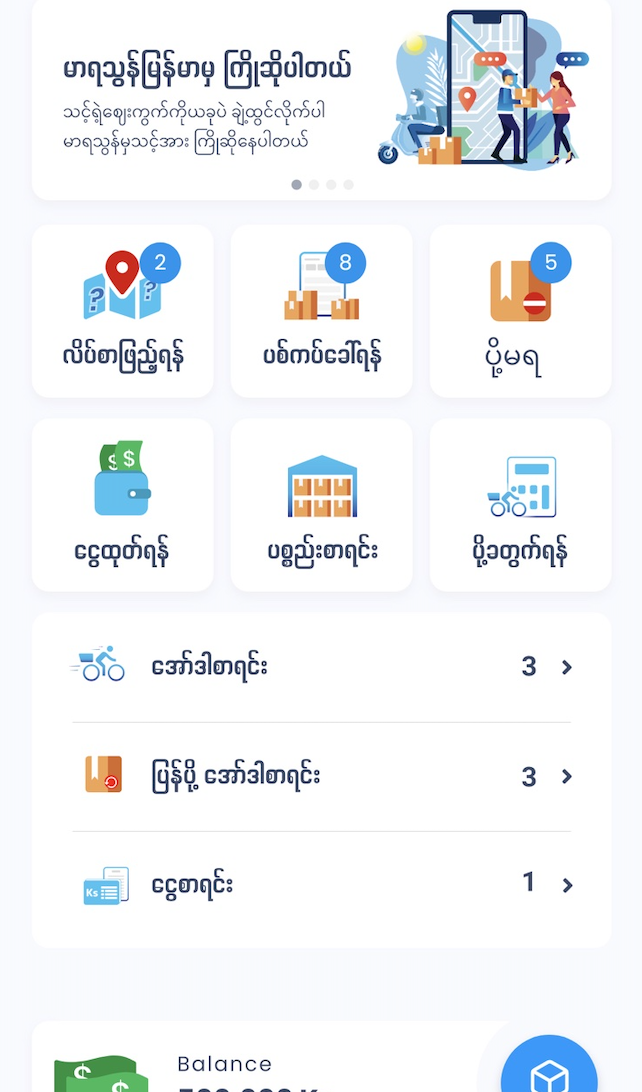 မာရသွန်မြန်မာမှ ကြိုဆိုပါတယ်
သင့်ရဲ့ဈေးကွက်ကိုယခုပဲ ချဲ့ထွင်လိုက်ပါ
မာရသွန်မှသင့်အား ကြိုဆိုနေပါတယ်
2
8
5
လိပ်စာဖြည့်ရန်
ပစ်ကပ်ခေါ်ရန်
ပို့မရ
ငွေထုတ်ရန်
ပစ္စည်းစာရင်း
ပို့ခတွက်ရန်
အော်ဒါစာရင်း 3
ပြန်ပို့ အော်ဒါစာရင်း 3
Ks ငွေစာရင်း 1
Balance